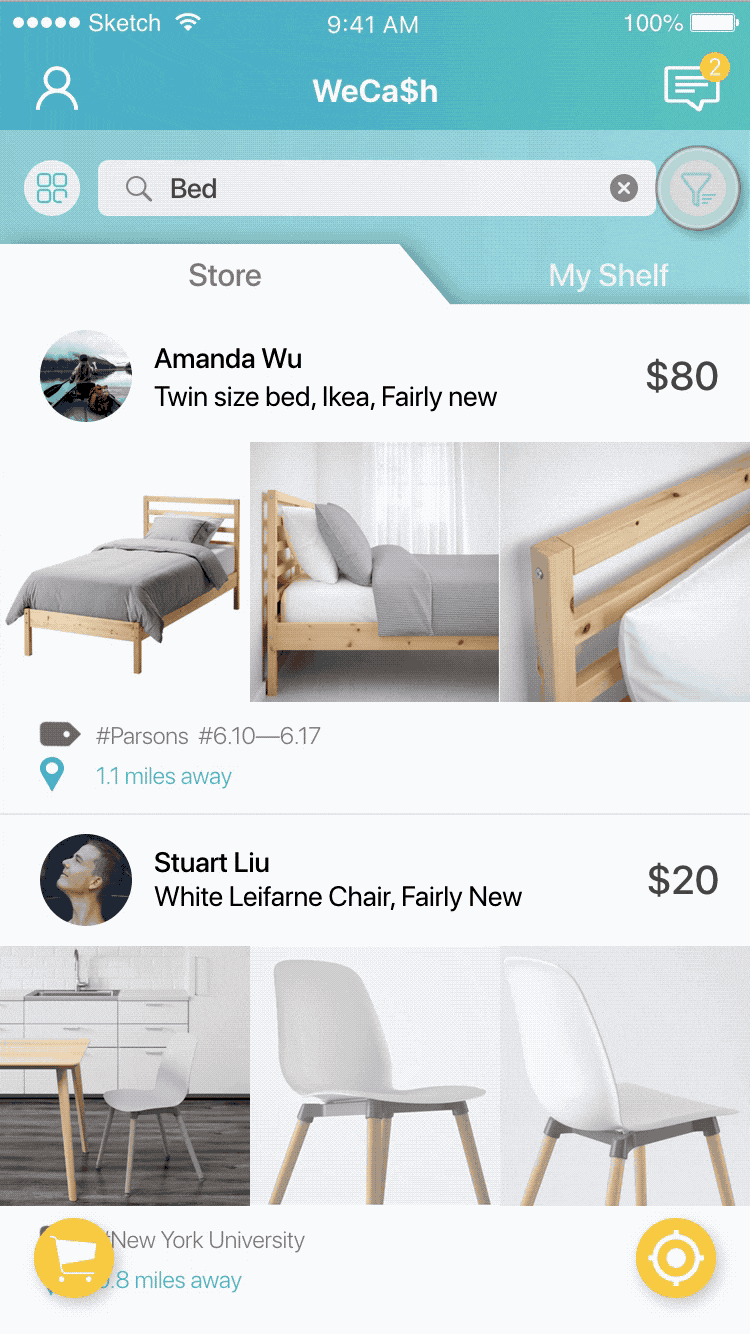 Sketch 9:41 AM 100%
WeCa$h
2
Bed
Store My Shelf
Amanda Wu
Twin size bed, Ikea, Fairly new
$80
#Parsons #6.10—6.17
1.1 miles away
Stuart Liu
White Leifarne Chair, Fairly New
$20
New York University
.8 miles away